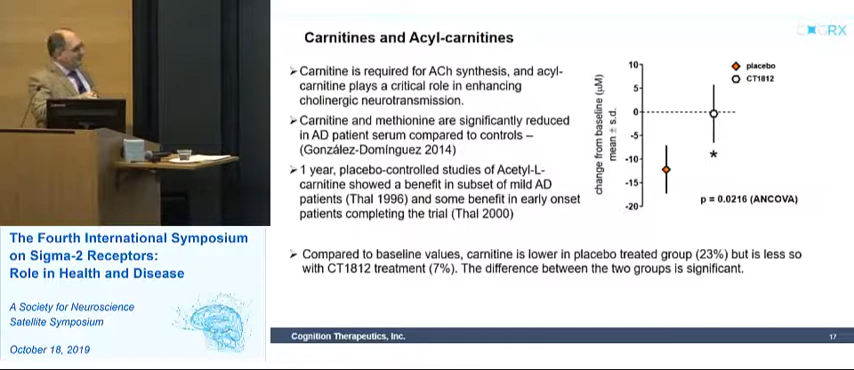 Carnitines and Acyl-carnitines
➢Carnitine is required for ACh synthesis, and acyl-
carnitine plays a critical role in enhancing
cholinergic neurotransmission.
➢Carnitine and methionine are significantly reduced
in AD patient serum compared to controls –
(González-Domínguez 2014)
➢1 year, placebo-controlled studies of Acetyl-L-
carnitine showed a benefit in subset of mild AD
patients (Thal 1996) and some benefit in early onset
patients completing the trial (Thal 2000)
change from baseline (µM)
mean ± s.d.
10
5
0
-5
-10
-15
-20
placebo
CT1812
*
p = 0.0216 (ANCOVA)
➢ Compared to baseline values, carnitine is lower in placebo treated group (23%) but is less so
with CT1812 treatment (7%). The difference between the two groups is significant.
Cognition Therapeutics, Inc.
17
The Fourth International Symposium
on Sigma-2 Receptors:
Role in Health and Disease
A Society for Neuroscience
Satellite Symposium
October 18, 2019